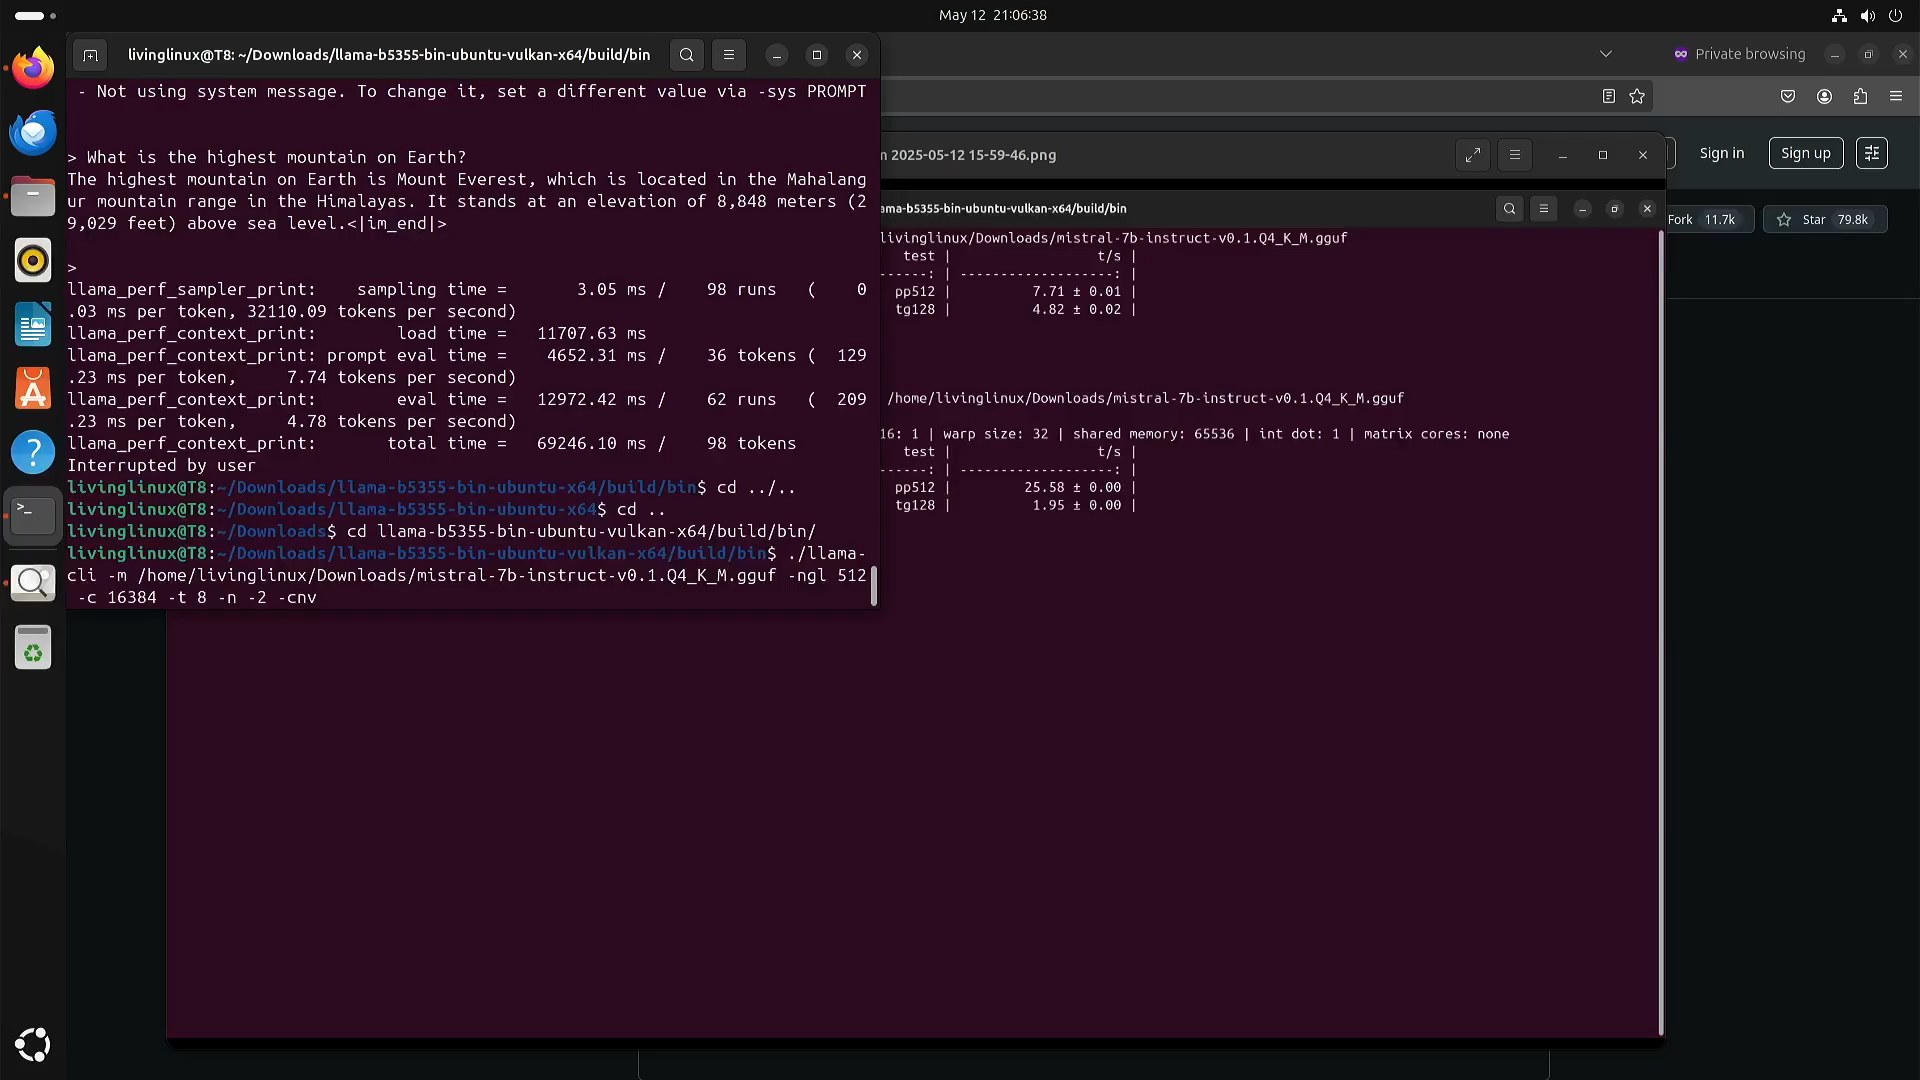 May 12  21:06:38
livinglinux@T8: ~/Downloads/llama-b5355-bin-ubuntu-vulkan-x64/build/bin
- Not using system message. To change it, set a different value via -sys PROMPT
> What is the highest mountain on Earth?
The highest mountain on Earth is Mount Everest, which is located in the Mahalang
ur mountain range in the Himalayas. It stands at an elevation of 8,848 meters (2
9,029 feet) above sea level.<|im_end|>
>
llama_perf_sampler_print:    sampling time =       3.05 ms /    98 runs   (    0
.03 ms per token, 32110.09 tokens per second)
llama_perf_context_print:        load time =   11707.63 ms
llama_perf_context_print: prompt eval time =    4652.31 ms /    36 tokens (  129
.23 ms per token,     7.74 tokens per second)
llama_perf_context_print:        eval time =   12972.42 ms /    62 runs   (  209
.23 ms per token,     4.78 tokens per second)
llama_perf_context_print:       total time =   69246.10 ms /    98 tokens
Interrupted by user
livinglinux@T8:~/Downloads/llama-b5355-bin-ubuntu-x64/build/bin$ cd ../..
livinglinux@T8:~/Downloads/llama-b5355-bin-ubuntu-x64$ cd ..
livinglinux@T8:~/Downloads$ cd llama-b5355-bin-ubuntu-vulkan-x64/build/bin/
livinglinux@T8:~/Downloads/llama-b5355-bin-ubuntu-vulkan-x64/build/bin$ ./llama-
cli -m /home/livinglinux/Downloads/mistral-7b-instruct-v0.1.Q4_K_M.gguf -ngl 512
-c 16384 -t 8 -n -2 -cnv
Private browsing
n 2025-05-12 15-59-46.png
Sign in
Sign up
Fork 11.7k
Star 79.8k
ama-b5355-bin-ubuntu-vulkan-x64/build/bin
livinglinux/Downloads/mistral-7b-instruct-v0.1.Q4_K_M.gguf
test |                  t/s |
------: | -------------------: |
pp512 |          7.71 ± 0.01 |
tg128 |          4.82 ± 0.02 |
/home/livinglinux/Downloads/mistral-7b-instruct-v0.1.Q4_K_M.gguf
16: 1 | warp size: 32 | shared memory: 65536 | int dot: 1 | matrix cores: none
test |                  t/s |
------: | -------------------: |
pp512 |         25.58 ± 0.00 |
tg128 |          1.95 ± 0.00 |